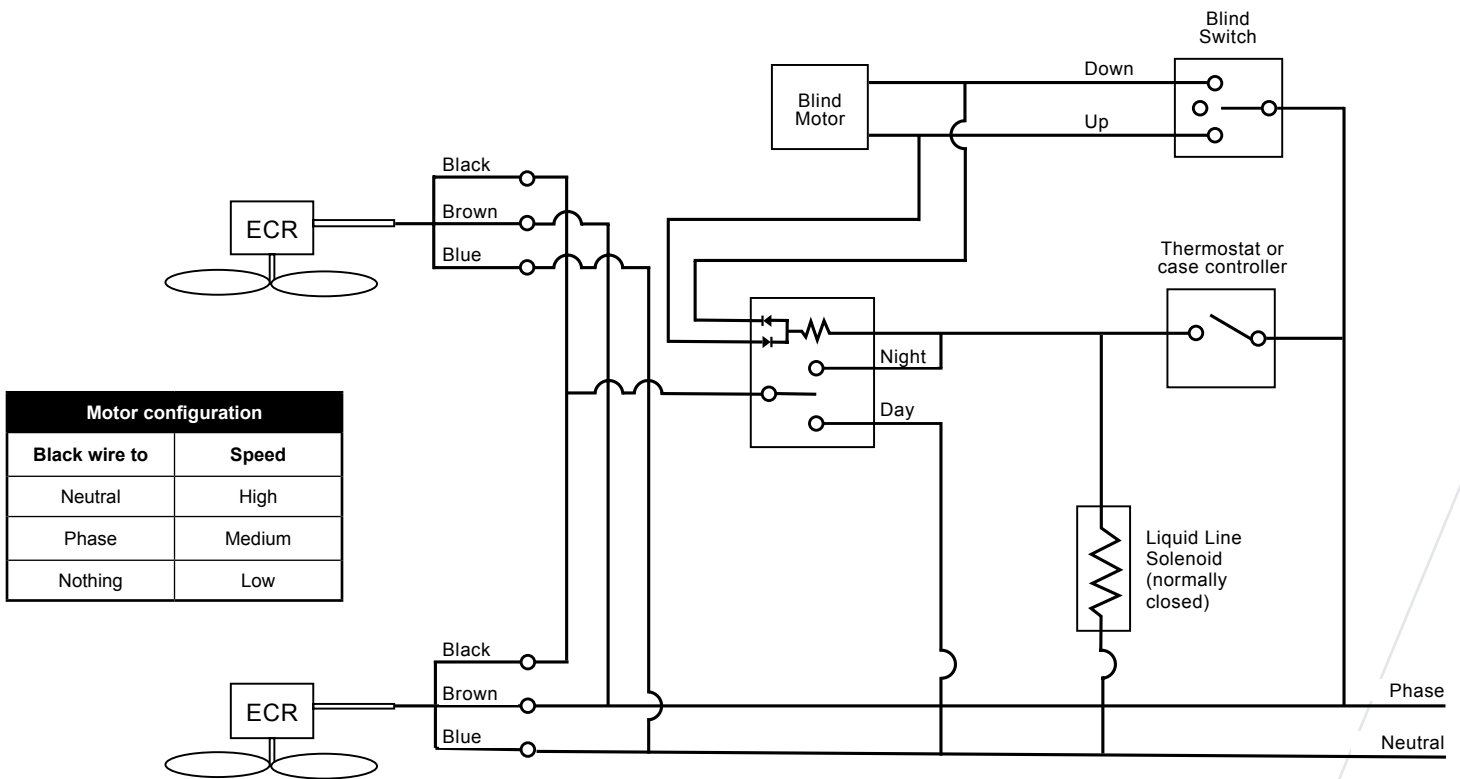 Blind
Switch
Down
Blind
Motor
Up
Black
Brown
ECR
Blue
Thermostat or
case controller
Night
Day
Motor configuration
Black wire to Speed
Neutral High
Phase Medium
Nothing Low
Liquid Line
Solenoid
(normally
closed)
Black
Brown
Phase
ECR
Blue
Neutral